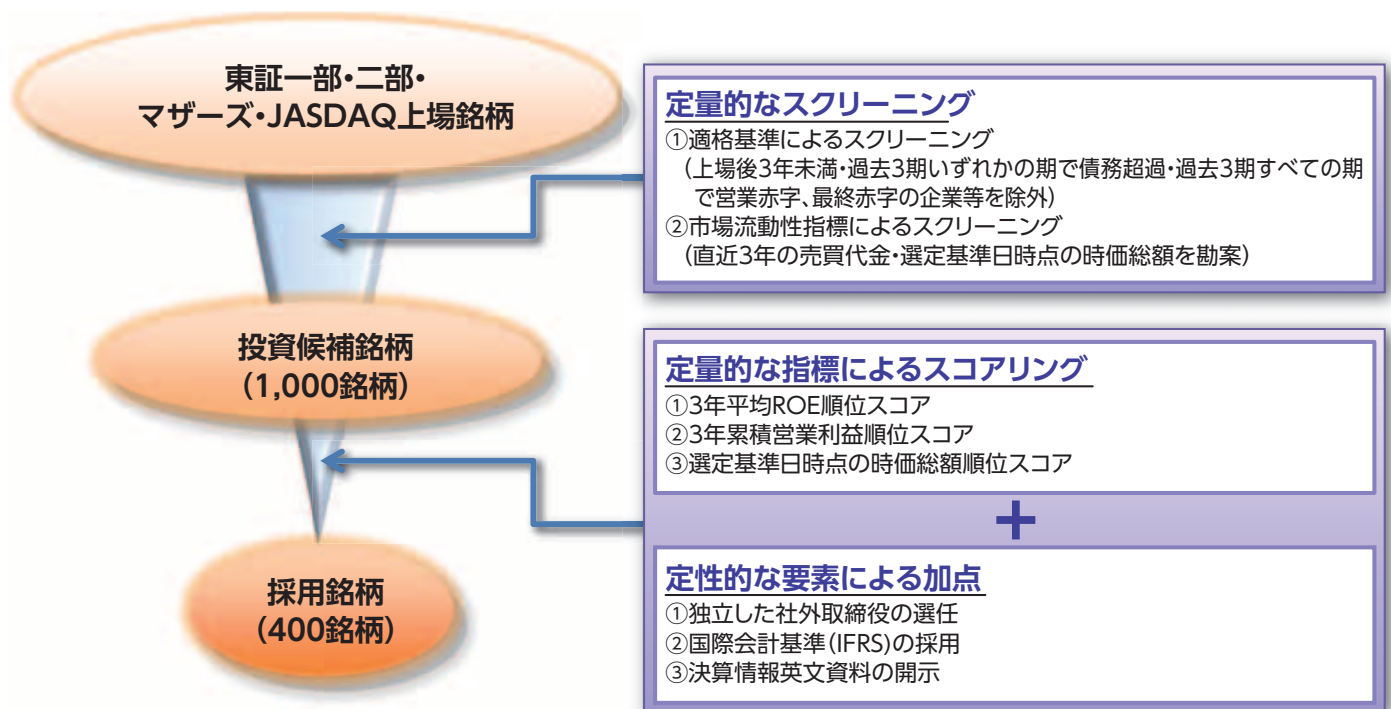 東証一部・二部・
マザーズ・JASDAQ上場銘柄
定量的なスクリーニング
①適格基準によるスクリーニング
(上場後3年未満・過去3期いずれかの期で債務超過・過去3期すべての期
で営業赤字、最終赤字の企業等を除外)
②市場流動性指標によるスクリーニング
(直近3年の売買代金・選定基準日時点の時価総額を勘案)
投資候補銘柄
(1,000銘柄)
定量的な指標によるスコアリング
①3年平均ROE順位スコア
②3年累積営業利益順位スコア
③選定基準日時点の時価総額順位スコア
+
採用銘柄
(400銘柄)
定性的な要素による加点
①独立した社外取締役の選任
②国際会計基準(IFRS)の採用
③決算情報英文資料の開示